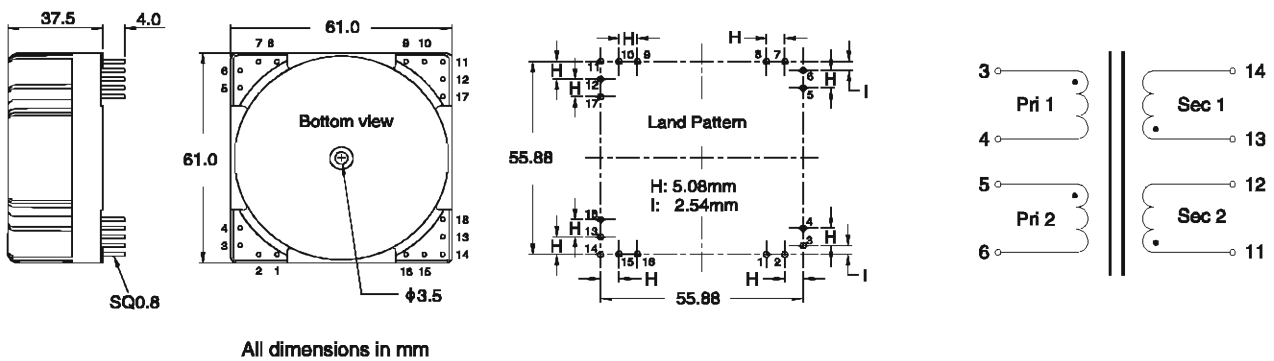 37.5
4.0
SQ0.8
61.0
61.0
7 8
9 10
6
5
11
12
17
Bottom view
4
3
18
13
14
2 1
16 15 
ϕ3.5
All dimensions in mm
H
H
11
10
9
8
7
H
12
H
17
6
5
H
I
Land Pattern
55.88
H: 5.08mm
I: 2.54mm
H
H
13
14
15
H
1
2
H
4
3
H
I
55.88
3
Pri 1
4
5
Pri 2
6
14
Sec 1
13
12
Sec 2
11